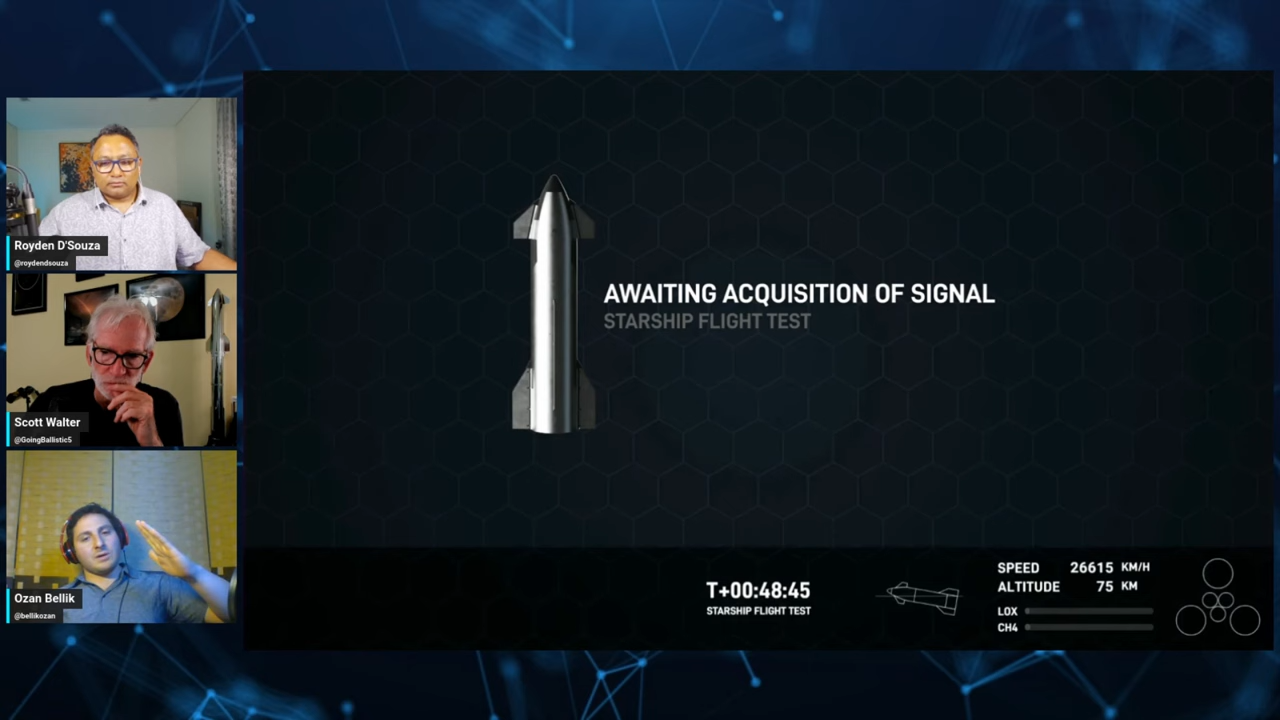 Royden D'Souza
@roydendsouza
Scott Walter
@GoingBallistic5
Ozan Bellik
@bellikozan
AWAITING ACQUISITION OF SIGNAL
STARSHIP FLIGHT TEST
T+00:48:45
STARSHIP FLIGHT TEST
SPEED 26615 KM/H
ALTITUDE 75 KM
LOX
CH4